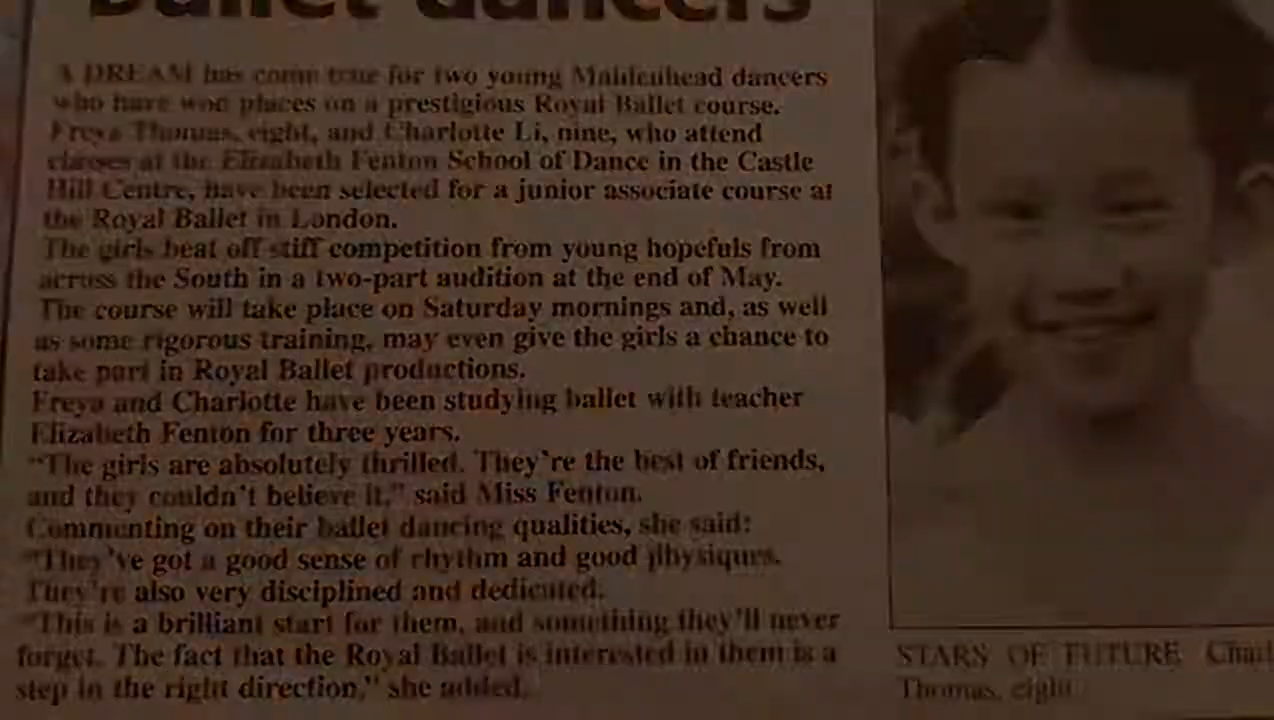 ballet dancers
A DREAM has come true for two young Maidenhead dancers
who have won places on a prestigious Royal Ballet course.
Freya Thomas, eight, and Charlotte Li, nine, who attend
classes at the Elizabeth Fenton School of Dance in the Castle
Hill Centre, have been selected for a junior associate course at
the Royal Ballet in London.
The girls beat off stiff competition from young hopefuls from
across the South in a two-part audition at the end of May.
The course will take place on Saturday mornings and, as well
as some rigorous training, may even give the girls a chance to
take part in Royal Ballet productions.
Freya and Charlotte have been studying ballet with teacher
Elizabeth Fenton for three years.
"The girls are absolutely thrilled. They're the best of friends,
and they couldn't believe it," said Miss Fenton.
Commenting on their ballet dancing qualities, she said:
"They've got a good sense of rhythm and good physiques.
They're also very disciplined and dedicated.
"This is a brilliant start for them, and something they'll never
forget. The fact that the Royal Ballet is interested in them is a
step in the right direction," she added.
STARS OF FUTURE Charl
Thomas, eight